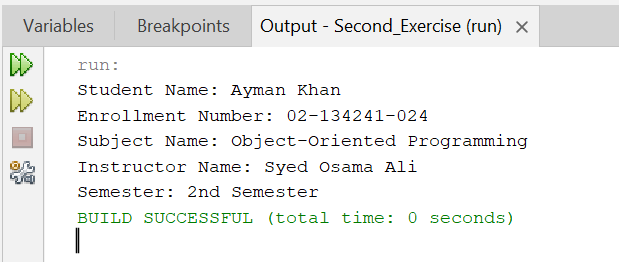 Variables Breakpoints Output - Second_Exercise (run) ×
run:
Student Name: Ayman Khan
Enrollment Number: 02-134241-024
Subject Name: Object-Oriented Programming
Instructor Name: Syed Osama Ali
Semester: 2nd Semester
BUILD SUCCESSFUL (total time: 0 seconds)